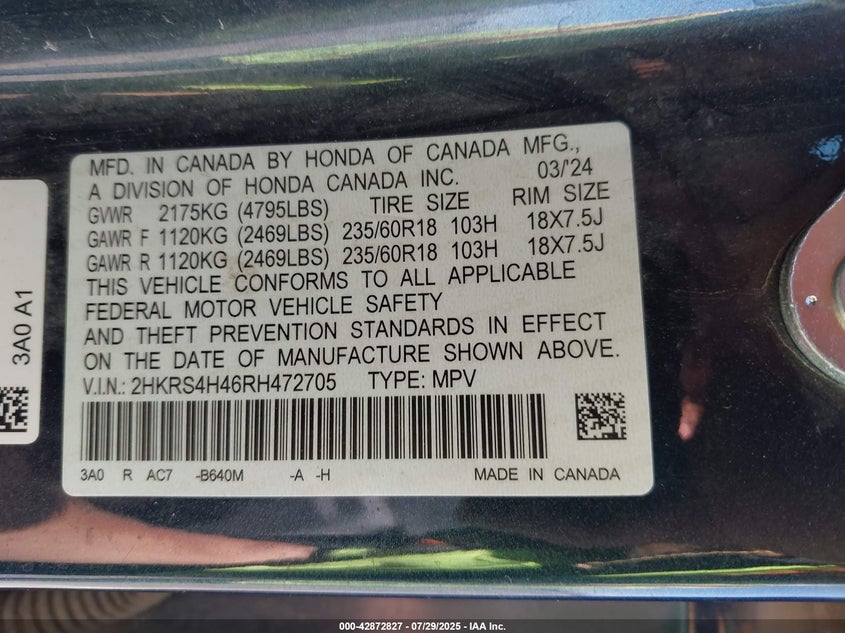 MFD. IN CANADA BY HONDA OF CANADA MFG.,
A DIVISION OF HONDA CANADA INC. 03/'24
GVWR 2175KG (4795LBS) TIRE SIZE RIM SIZE
GAWR F 1120KG (2469LBS) 235/60R18 103H 18X7.5J
GAWR R 1120KG (2469LBS) 235/60R18 103H 18X7.5J
THIS VEHICLE CONFORMS TO ALL APPLICABLE
FEDERAL MOTOR VEHICLE SAFETY
AND THEFT PREVENTION STANDARDS IN EFFECT
ON THE DATE OF MANUFACTURE SHOWN ABOVE.
V.I.N.: 2HKRS4H46RH472705 TYPE: MPV
3A0 R AC7 -B640M -A -H MADE IN CANADA
3A0 A1
000-42872827 - 07/29/2025 - IAA Inc.